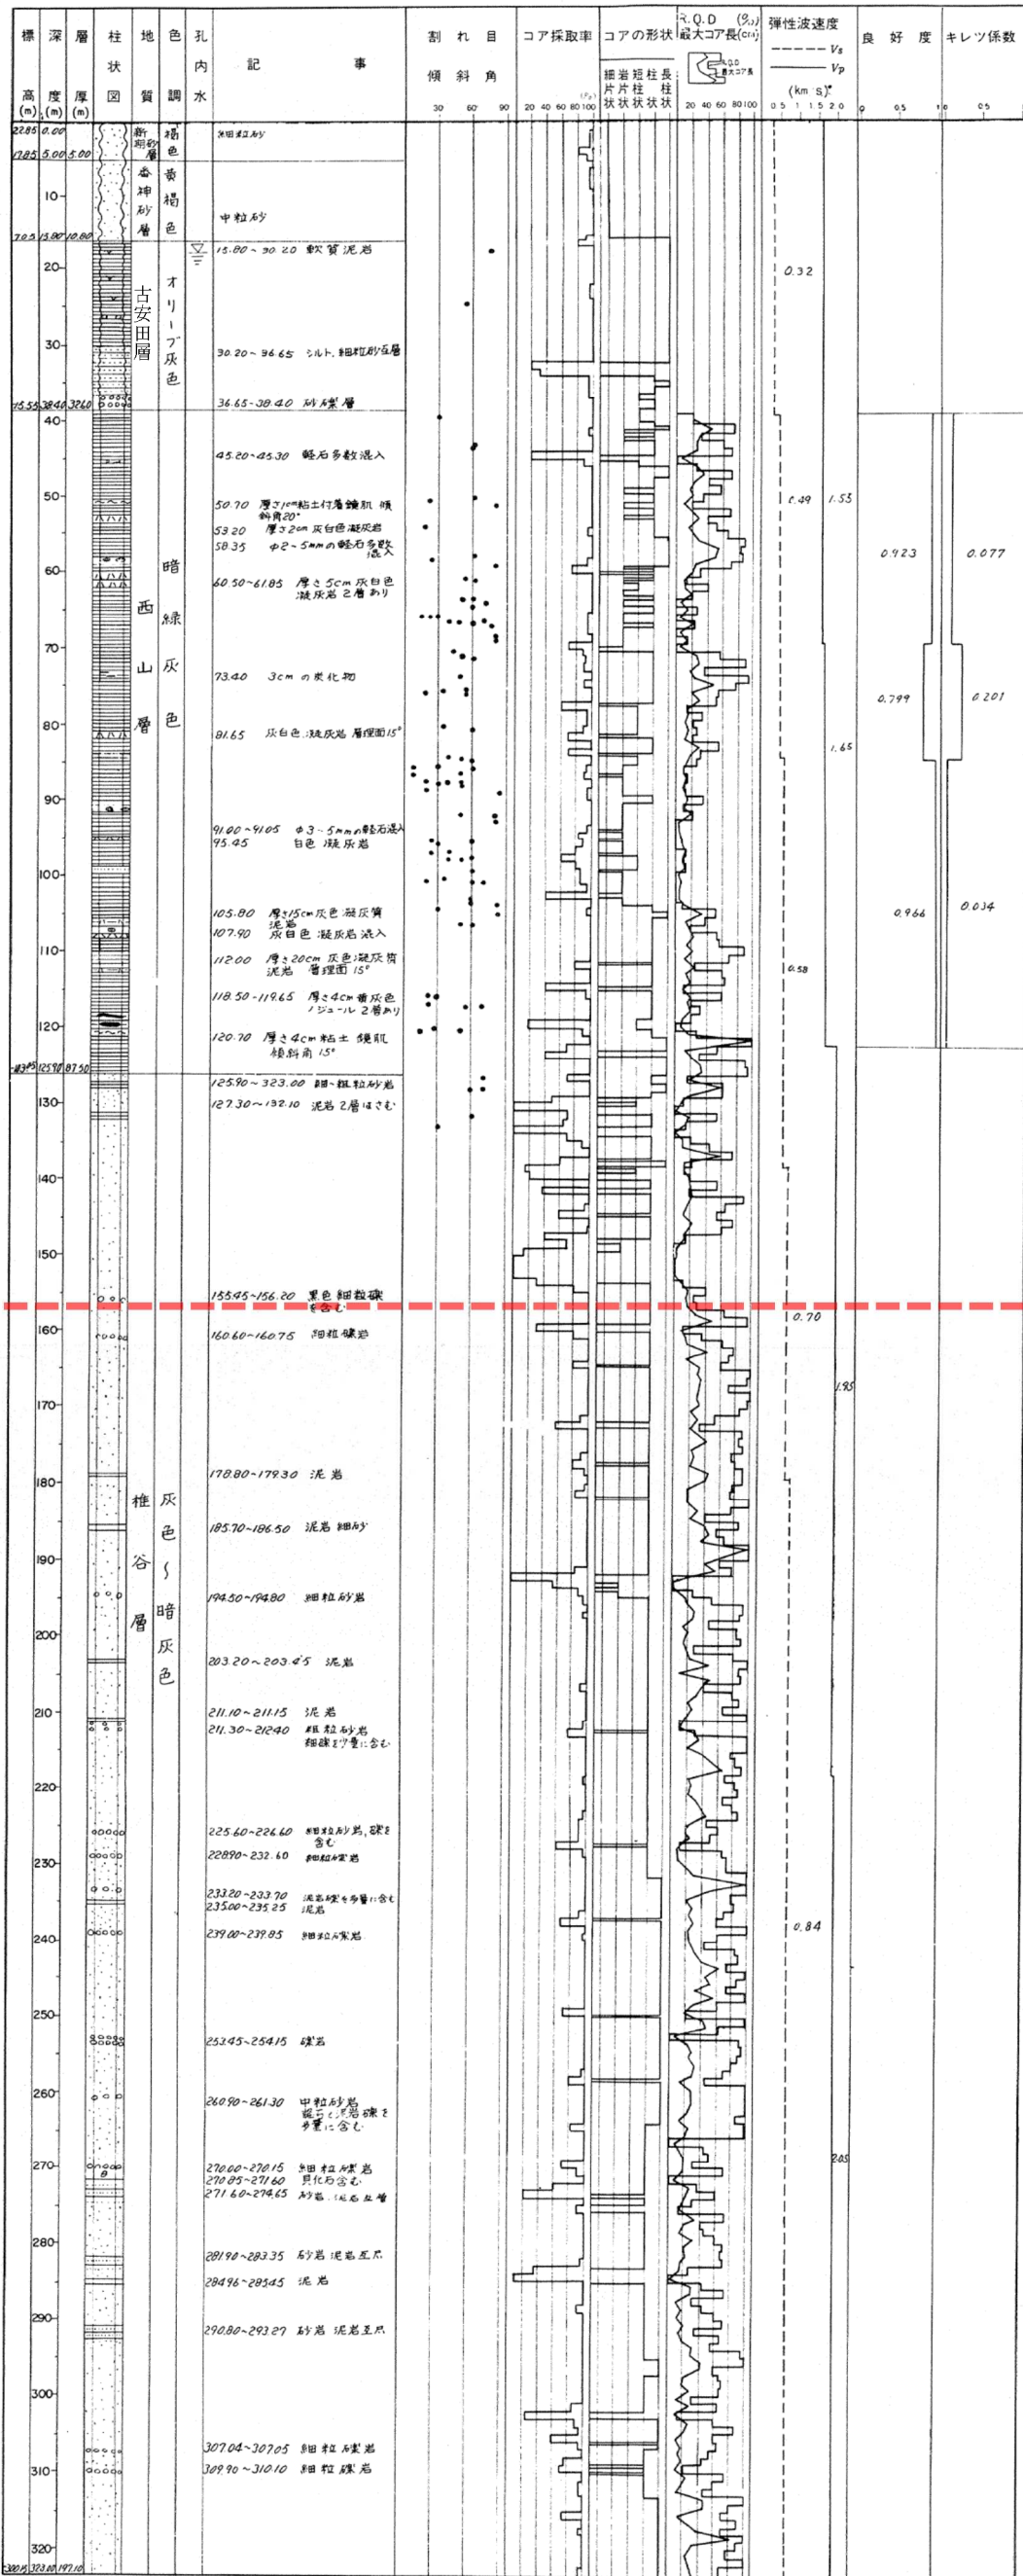 標高(m) 深度(m) 層厚(m) 柱状図 地質 色調 孔内水 記事 割れ目傾斜角 コア採取率 コアの形状 R.Q.D (%) 最大コア長(cm) 弾性波速度 良好度 キレツ係数
R.Q.D
最大コア長
Vs
Vp
細片状 岩片状 短柱状 柱状 長柱状
30 60 90 20 40 60 80 100 20 40 60 80 100 0.5 1 1.5 2.0 0 0.5 1.0 0.5
22.85 0.00
新期砂層
褐色
細粒砂
17.85 5.00 5.00
番神砂層
黄褐色
10
中粒砂
7.05 15.80 10.80
15.80~30.20 軟質泥岩
20
0.32
古安田層
オリーブ灰色
30
30.20~36.65 シルト、細粒砂互層
36.65-38.40 砂礫層
38.40
40
45.20~45.30 軽石多数混入
50
50.70 厚さ1cm粘土付着鏡肌 傾
斜角20°
0.49 1.55
53.20 厚さ2cm 灰白色凝灰岩
58.35 φ2-5mmの軽石多数
混入
0.923 0.077
60
60.50~61.85 厚さ5cm 灰白色
凝灰岩 2層あり
西山層
暗緑灰色
70
73.40 3cmの炭化物
0.799 0.201
80
81.65 灰白色凝灰岩 層理面15°
1.65
90
91.00~91.05 φ3-5mmの軽石混入
95.45 白色凝灰岩
100
105.80 厚さ15cm灰色凝灰質
泥岩
0.966 0.034
107.90 灰白色凝灰岩混入
110
112.00 厚さ20cm 灰色凝灰質
泥岩 層理面15°
0.58
118.50-119.65 厚さ4cm 黄灰色
ノジュール 2層あり
120
120.70 厚さ4cm粘土 鏡肌
傾斜角15°
125.90 87.50
125.90~323.00 細~粗粒砂岩
127.30~132.10 泥岩2層はさむ
130
140
150
155.45~156.20 黒色細粒礫
を含む
0.70
160
160.60~160.75 細粒礫岩
1.95
170
178.80~179.30 泥岩
180
椎谷層
灰色~暗灰色
185.70~186.50 泥岩細砂
190
194.50~194.80 細粒砂岩
200
203.20~203.45 泥岩
210
211.10~211.15 泥岩
211.30~212.40 粗粒砂岩
細礫を少量に含む
220
225.60~226.60 細粒砂岩、礫を
含む
228.90~232.60 細粒礫岩
230
233.20~233.70 泥岩礫を多量に含む
235.00~235.25 泥岩
0.84
239.00~239.85 細粒礫岩
240
250
253.45~254.15 礫岩
260
260.90~261.30 中粒砂岩
軽石と泥岩礫を
多量に含む
270
270.00~270.15 細粒礫岩
270.85~271.60 貝化石含む
2.05
271.60~274.65 砂岩、泥岩互層
280
281.90~283.35 砂岩泥岩互層
284.96~285.45 泥岩
290
290.80~293.27 砂岩泥岩互層
300
307.04~307.05 細粒礫岩
309.90~310.10 細粒礫岩
310
320
323.00 197.10